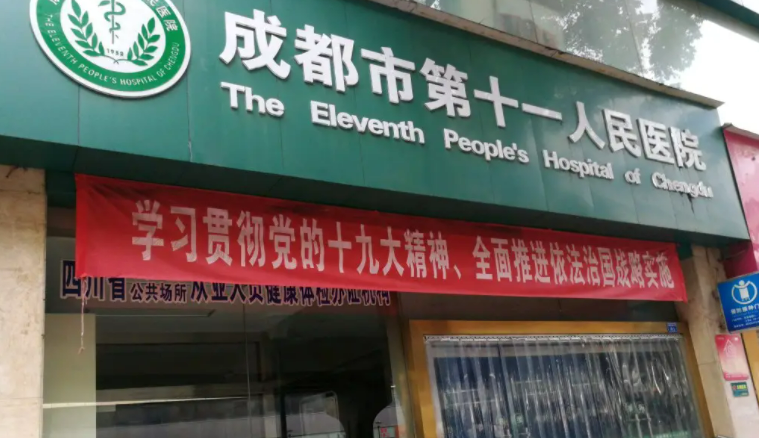 THE ELEVENTH PEOPLE'S HOSPITAL OF CHENGDU
成都市第十一人民医院
The Eleventh People's Hospital of Chengdu
学习贯彻党的十九大精神、全面推进依法治国战略实施
四川省公共场所从业人员健康体检办证机构